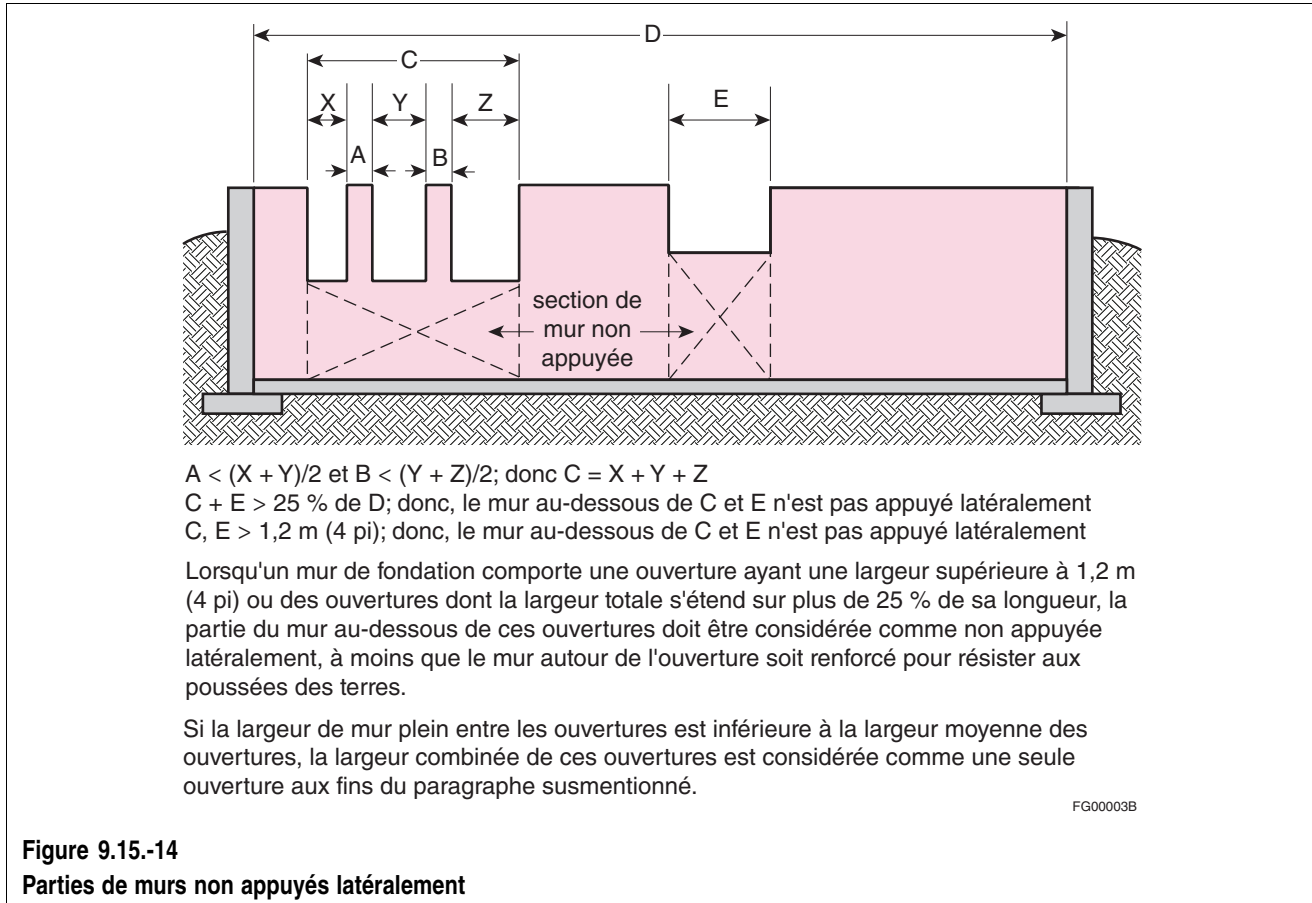 D
C
X Y Z E
A B
section de
mur non
appuyée
A < (X + Y)/2 et B < (Y + Z)/2; donc C = X + Y + Z
C + E > 25 % de D; donc, le mur au-dessous de C et E n'est pas appuyé latéralement
C, E > 1,2 m (4 pi); donc, le mur au-dessous de C et E n'est pas appuyé latéralement
Lorsqu'un mur de fondation comporte une ouverture ayant une largeur supérieure à 1,2 m
(4 pi) ou des ouvertures dont la largeur totale s'étend sur plus de 25 % de sa longueur, la
partie du mur au-dessous de ces ouvertures doit être considérée comme non appuyée
latéralement, à moins que le mur autour de l'ouverture soit renforcé pour résister aux
poussées des terres.
Si la largeur de mur plein entre les ouvertures est inférieure à la largeur moyenne des
ouvertures, la largeur combinée de ces ouvertures est considérée comme une seule
ouverture aux fins du paragraphe susmentionné.
FG00003B
Figure 9.15.-14
Parties de murs non appuyés latéralement